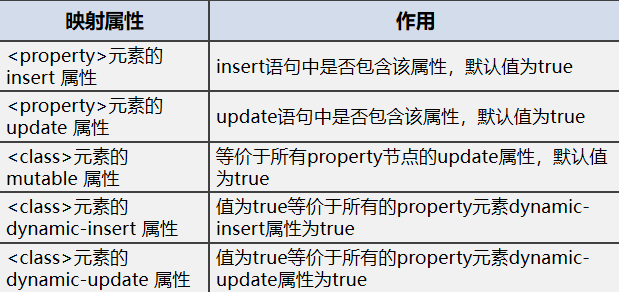 映射属性
作用
<property>元素的
insert 属性
insert语句中是否包含该属性，默认值为true
<property>元素的
update 属性
update语句中是否包含该属性，默认值为true
<class>元素的
mutable 属性
等价于所有property节点的update属性，默认值
为true
<class>元素的
dynamic-insert 属性
值为true等价于所有的property元素dynamic-
insert属性为true
<class>元素的
dynamic-update 属性
值为true等价于所有的property元素dynamic-
update属性为true